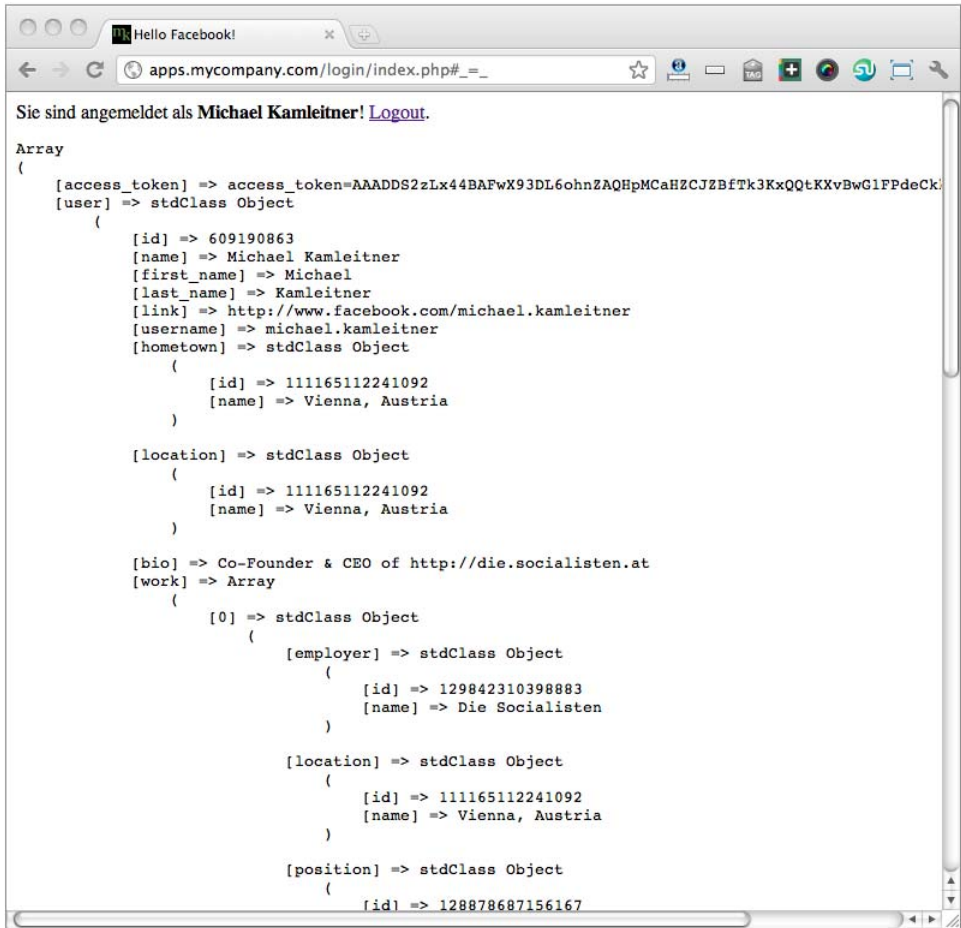 Hello Facebook!
apps.mycompany.com/login/index.php#_=_
Sie sind angemeldet als Michael Kamleitner! Logout.
Array
(
[access_token] => access_token=AAADDS2zLx44BAFwX93DL6ohnZAQHpMCaHZCJZBfTk3KxQQtKXvBwG1FPdeCk
[user] => stdClass Object
(
[id] => 609190863
[name] => Michael Kamleitner
[first_name] => Michael
[last_name] => Kamleitner
[link] => http://www.facebook.com/michael.kamleitner
[username] => michael.kamleitner
[hometown] => stdClass Object
(
[id] => 111165112241092
[name] => Vienna, Austria
)
[location] => stdClass Object
(
[id] => 111165112241092
[name] => Vienna, Austria
)
[bio] => Co-Founder & CEO of http://die.socialisten.at
[work] => Array
(
[0] => stdClass Object
(
[employer] => stdClass Object
(
[id] => 129842310398883
[name] => Die Socialisten
)
[location] => stdClass Object
(
[id] => 111165112241092
[name] => Vienna, Austria
)
[position] => stdClass Object
(
[id] => 128878687156167